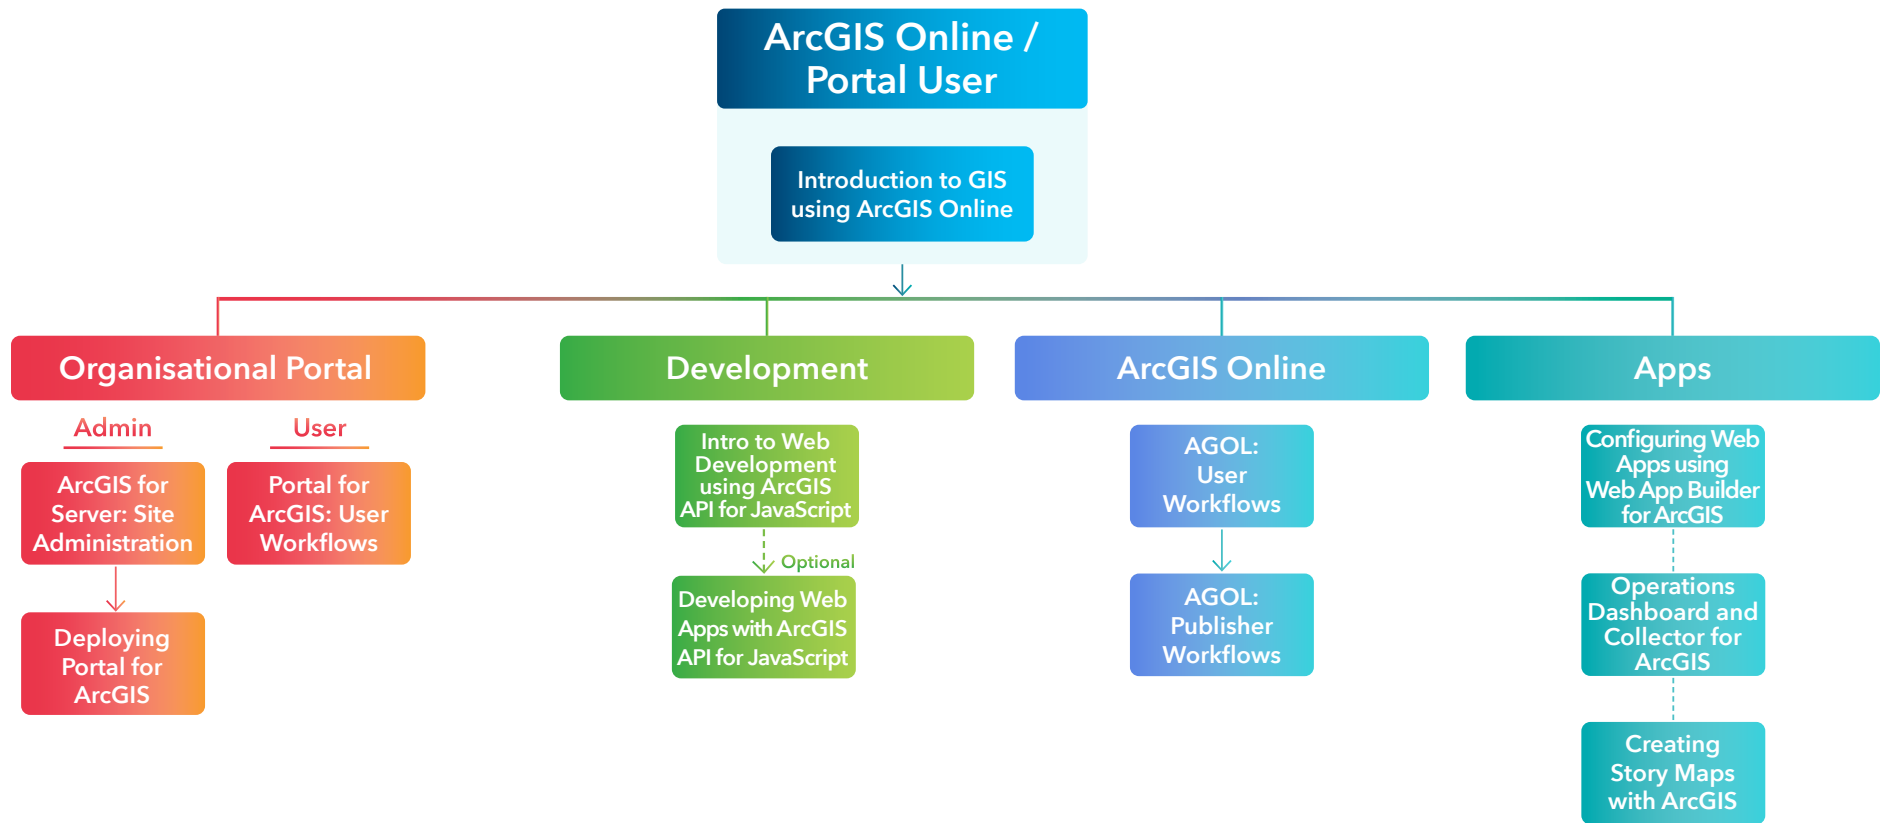 ArcGIS Online /
Portal User
Introduction to GIS
using ArcGIS Online
Organisational Portal
Admin
ArcGIS for
Server: Site
Administration
Deploying
Portal for
ArcGIS
User
Portal for
ArcGIS: User
Workflows
Development
Intro to Web
Development
using ArcGIS
API for JavaScript
Optional
Developing Web
Apps with ArcGIS
API for JavaScript
ArcGIS Online
AGOL:
User
Workflows
AGOL:
Publisher
Workflows
Apps
Configuring Web
Apps using
Web App Builder
for ArcGIS
Operations
Dashboard and
Collector for
ArcGIS
Creating
Story Maps
with ArcGIS